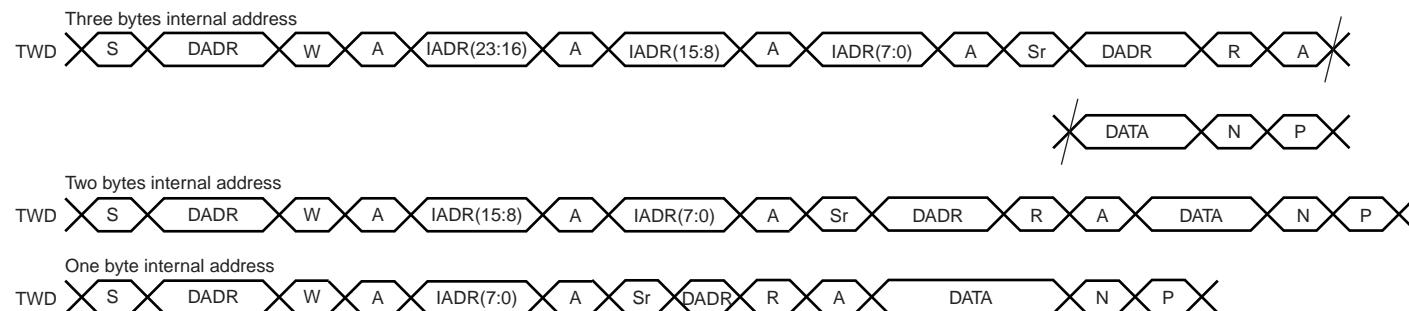 Three bytes internal address
TWD S DADR W A IADR(23:16) A IADR(15:8) A IADR(7:0) A Sr DADR R A
DATA N P
Two bytes internal address
TWD S DADR W A IADR(15:8) A IADR(7:0) A Sr DADR R A DATA N P
One byte internal address
TWD S DADR W A IADR(7:0) A Sr DADR R A DATA N P